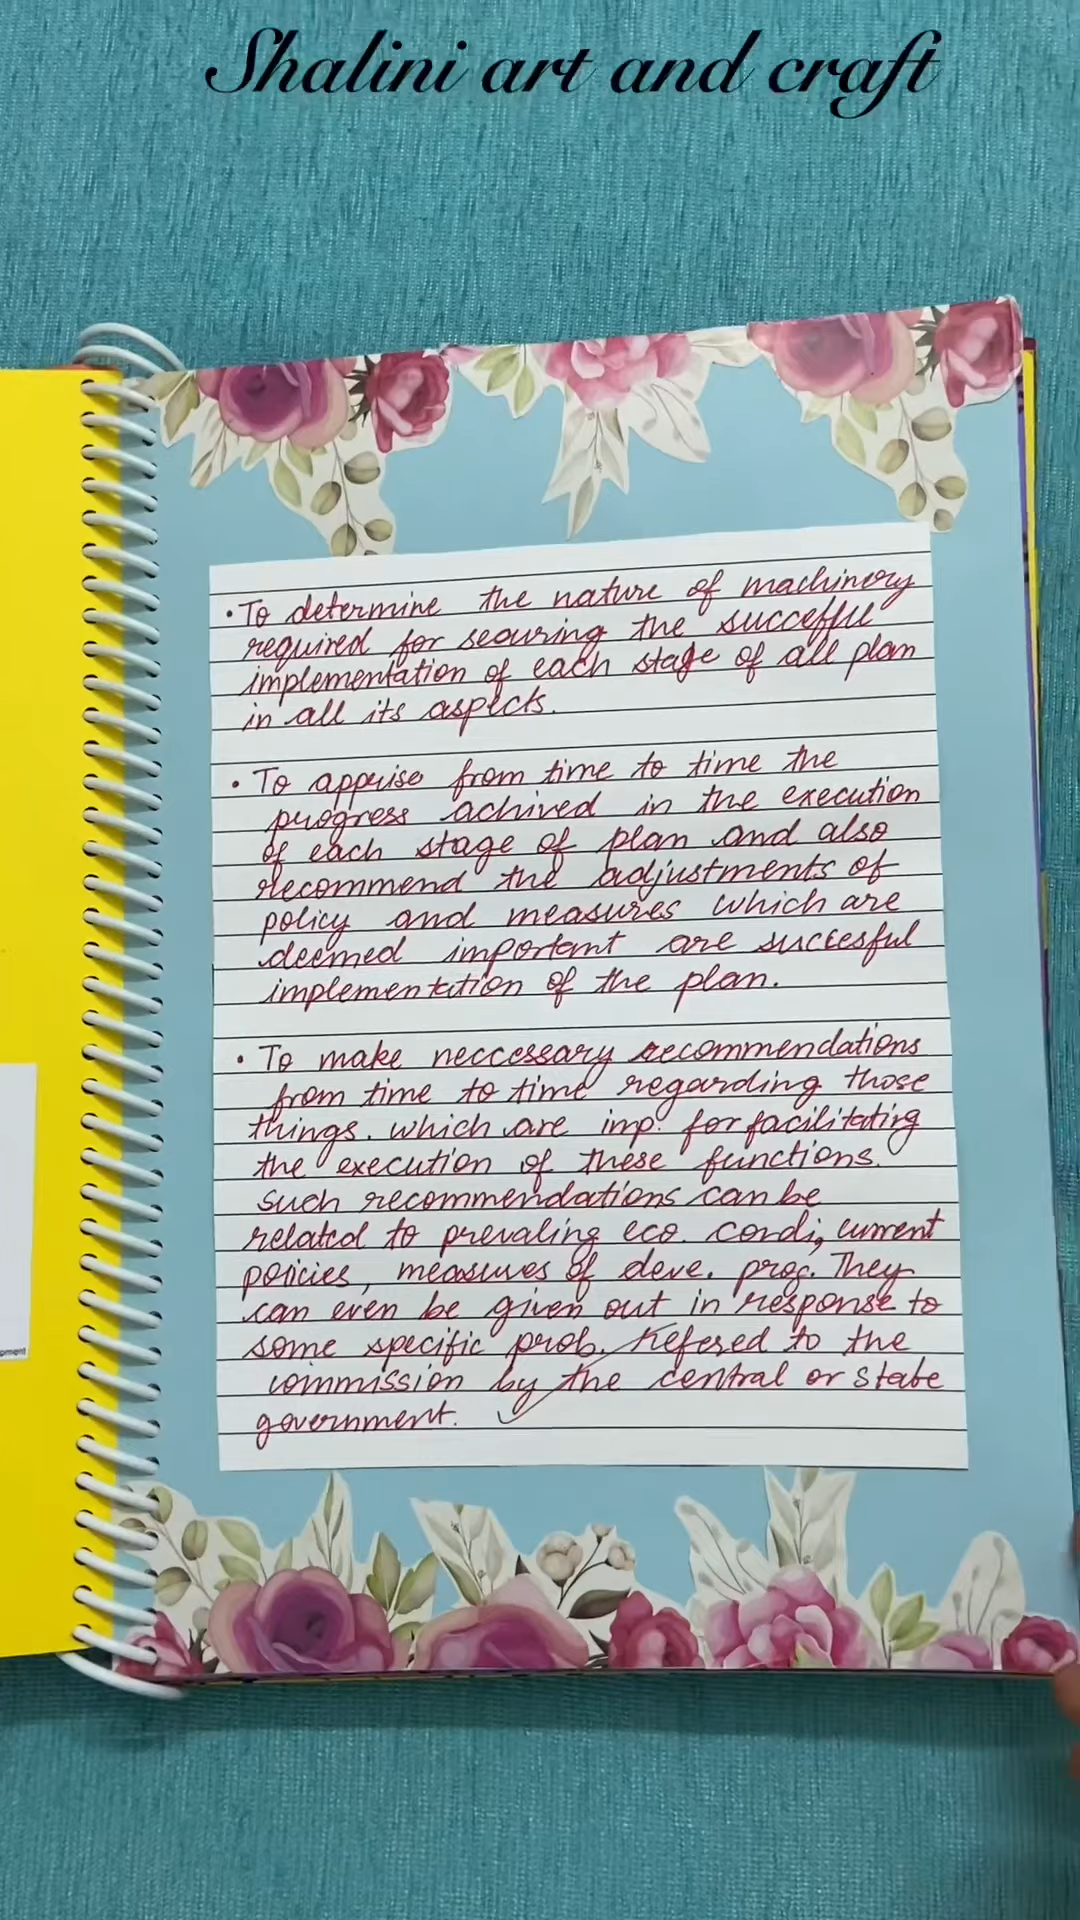 Shalini art and craft
• To determine the nature of machinery
required for securing the succefful
implementation of each stage of all plan
in all its aspects.
• To apprise from time to time the
progress achived in the execution
of each stage of plan and also
recommend the adjustments of
policy and measures which are
deemed important are succesful
implementation of the plan.
• To make neccessary recommendations
from time to time regarding those
things. which are imp. for facilitating
the execution of these functions.
Such recommendations can be
related to prevaling eco. condi; current
policies, measures of deve. prog. They
can even be given out in response to
some specific prob. refered to the
commission by the central or state
government.
pment